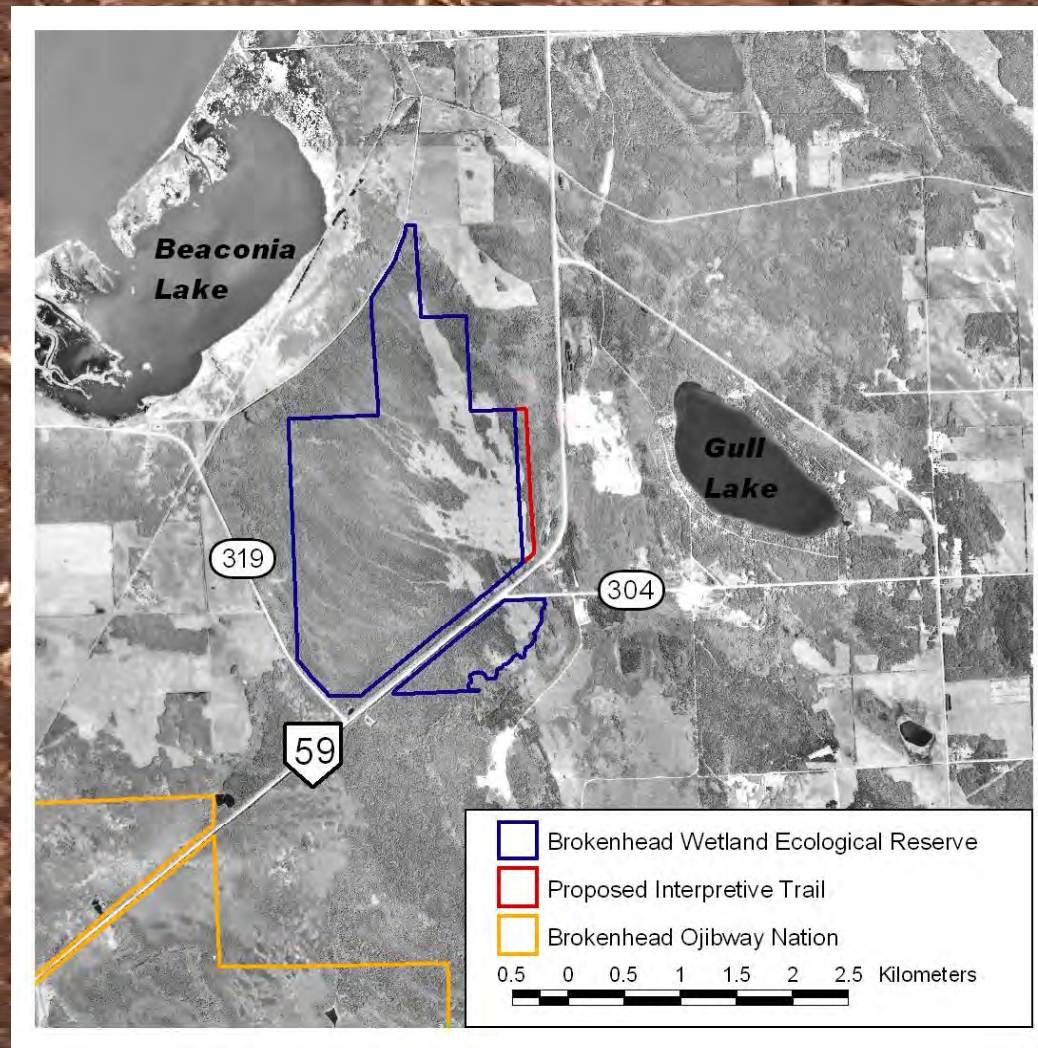 Beaconia
Lake
Gull
Lake
319
304
59
Brokenhead Wetland Ecological Reserve
Proposed Interpretive Trail
Brokenhead Ojibway Nation
0.5 0 0.5 1 1.5 2 2.5 Kilometers